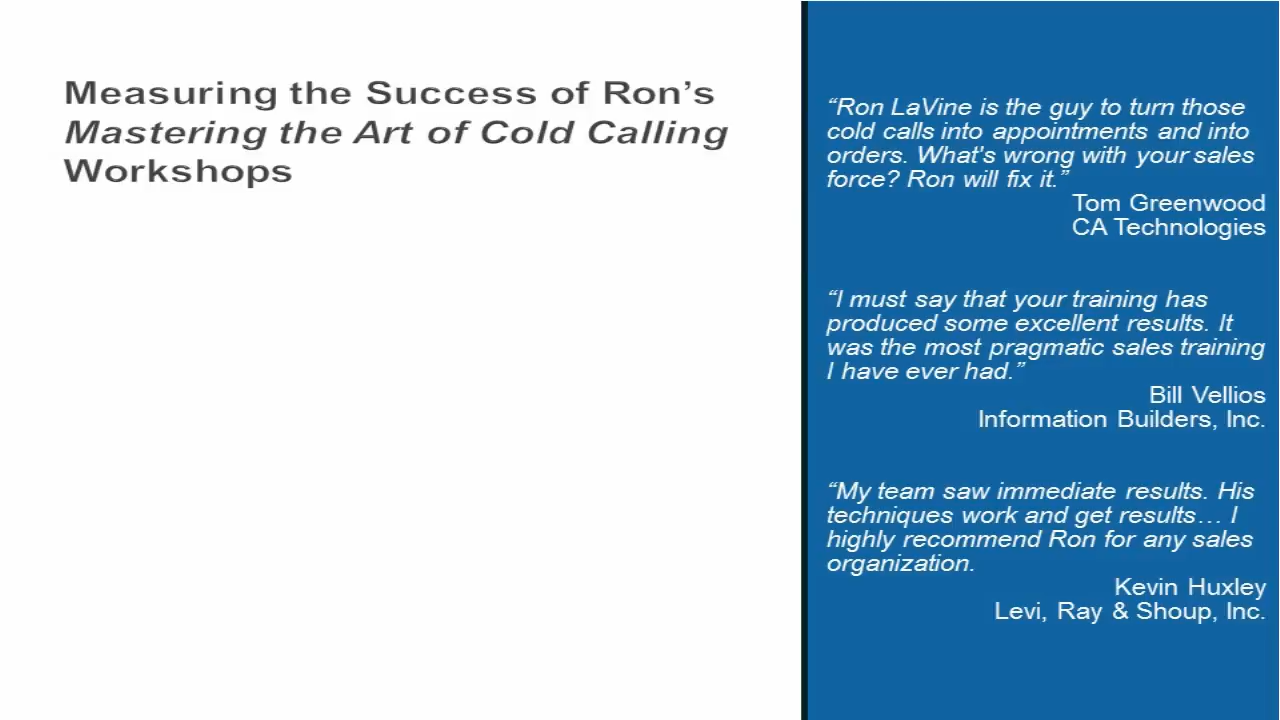 Measuring the Success of Ron’s
Mastering the Art of Cold Calling
Workshops
“Ron LaVine is the guy to turn those
cold calls into appointments and into
orders. What's wrong with your sales
force? Ron will fix it.”
Tom Greenwood
CA Technologies
“I must say that your training has
produced some excellent results. It
was the most pragmatic sales training
I have ever had.”
Bill Vellios
Information Builders, Inc.
“My team saw immediate results. His
techniques work and get results… I
highly recommend Ron for any sales
organization.
Kevin Huxley
Levi, Ray & Shoup, Inc.